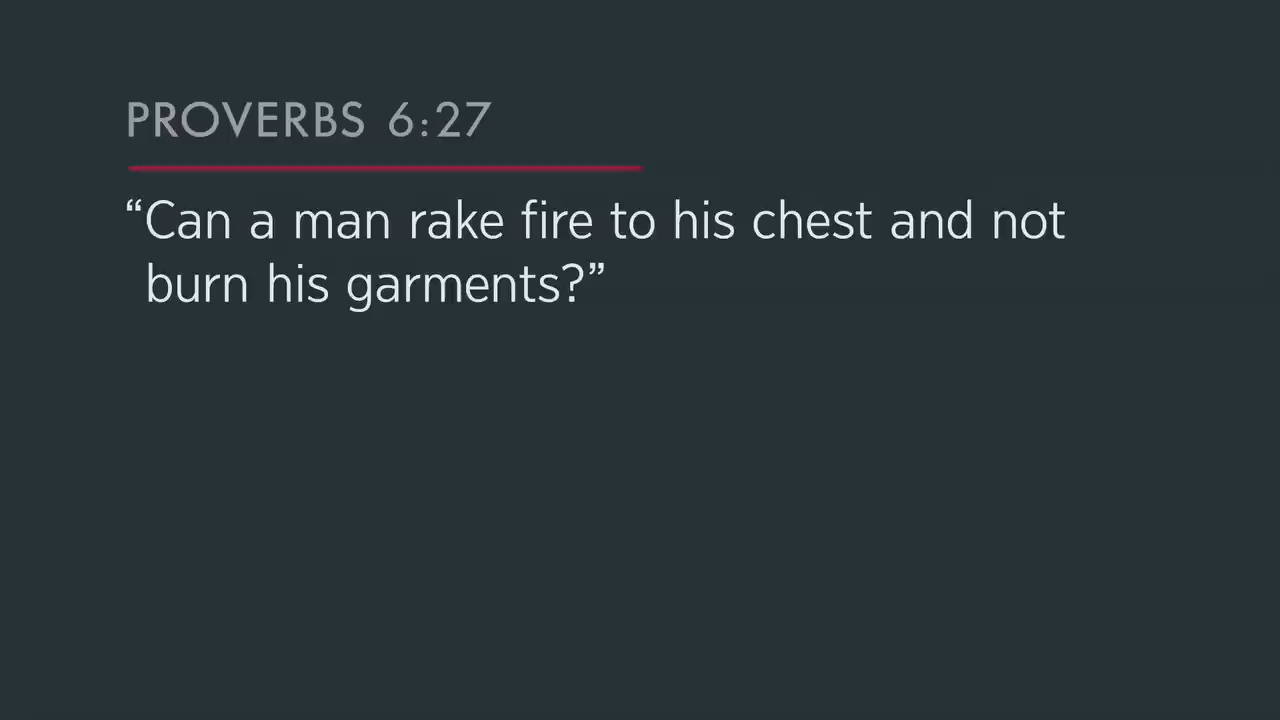 PROVERBS 6:27
“Can a man rake fire to his chest and not
burn his garments?”